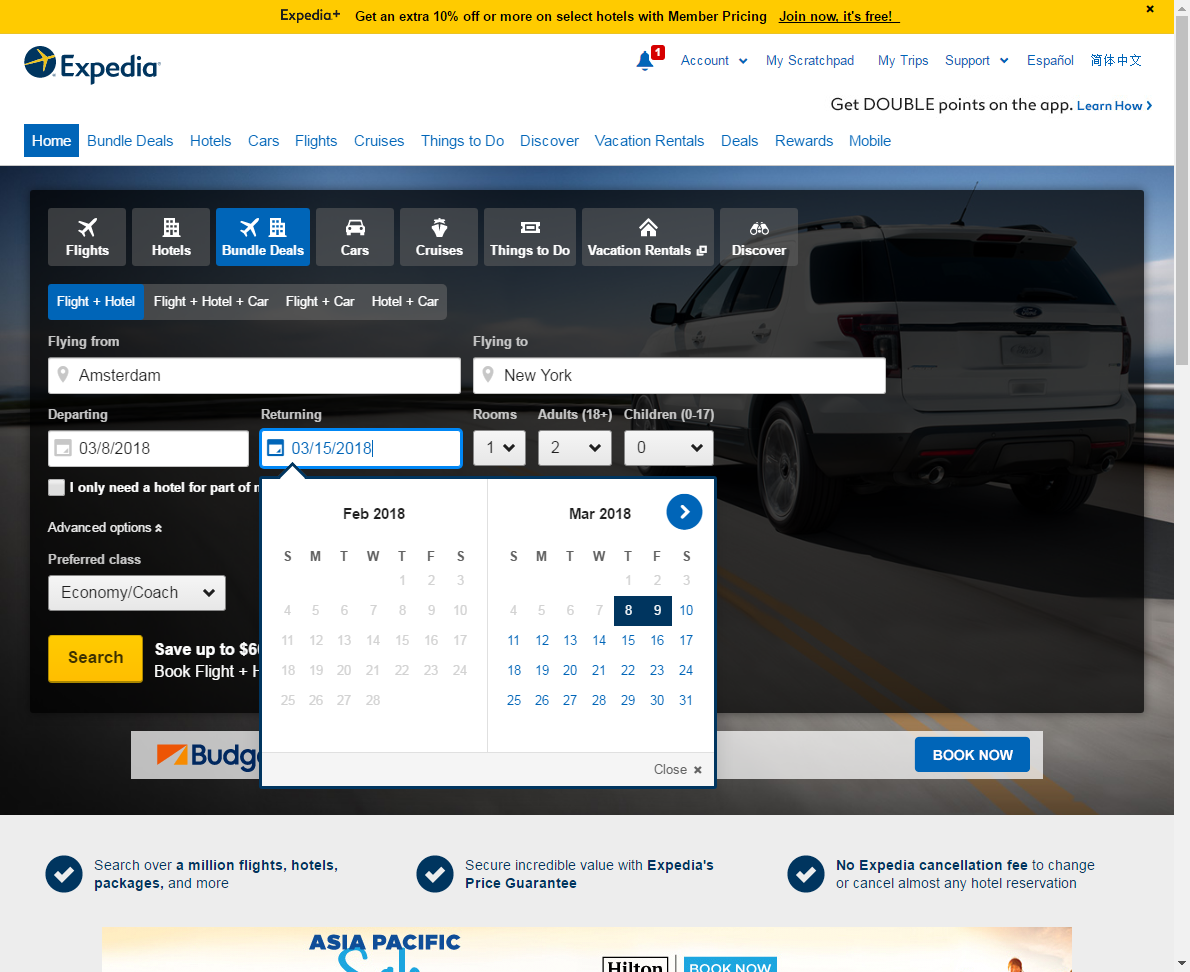 Expedia+ Get an extra 10% off or more on select hotels with Member Pricing Join now, it's free!
Expedia
1 Account My Scratchpad My Trips Support Español 简体中文
Get DOUBLE points on the app. Learn How
Home Bundle Deals Hotels Cars Flights Cruises Things to Do Discover Vacation Rentals Deals Rewards Mobile
Flights Hotels Bundle Deals Cars Cruises Things to Do Vacation Rentals Discover
Flight + Hotel Flight + Hotel + Car Flight + Car Hotel + Car
Flying from Flying to
Amsterdam New York
Departing Returning Rooms Adults (18+) Children (0-17)
03/8/2018 03/15/2018 1 2 0
I only need a hotel for part of
Advanced options
Preferred class
Economy/Coach
Search
Save up to
Book Flight +
Feb 2018
S M T W T F S
1 2 3
4 5 6 7 8 9 10
11 12 13 14 15 16 17
18 19 20 21 22 23 24
25 26 27 28
Mar 2018
S M T W T F S
1 2 3
4 5 6 7 8 9 10
11 12 13 14 15 16 17
18 19 20 21 22 23 24
25 26 27 28 29 30 31
Close ×
Budg
BOOK NOW
Search over a million flights, hotels,
packages, and more
Secure incredible value with Expedia's
Price Guarantee
No Expedia cancellation fee to change
or cancel almost any hotel reservation
ASIA PACIFIC
Hilton
BOOK NOW